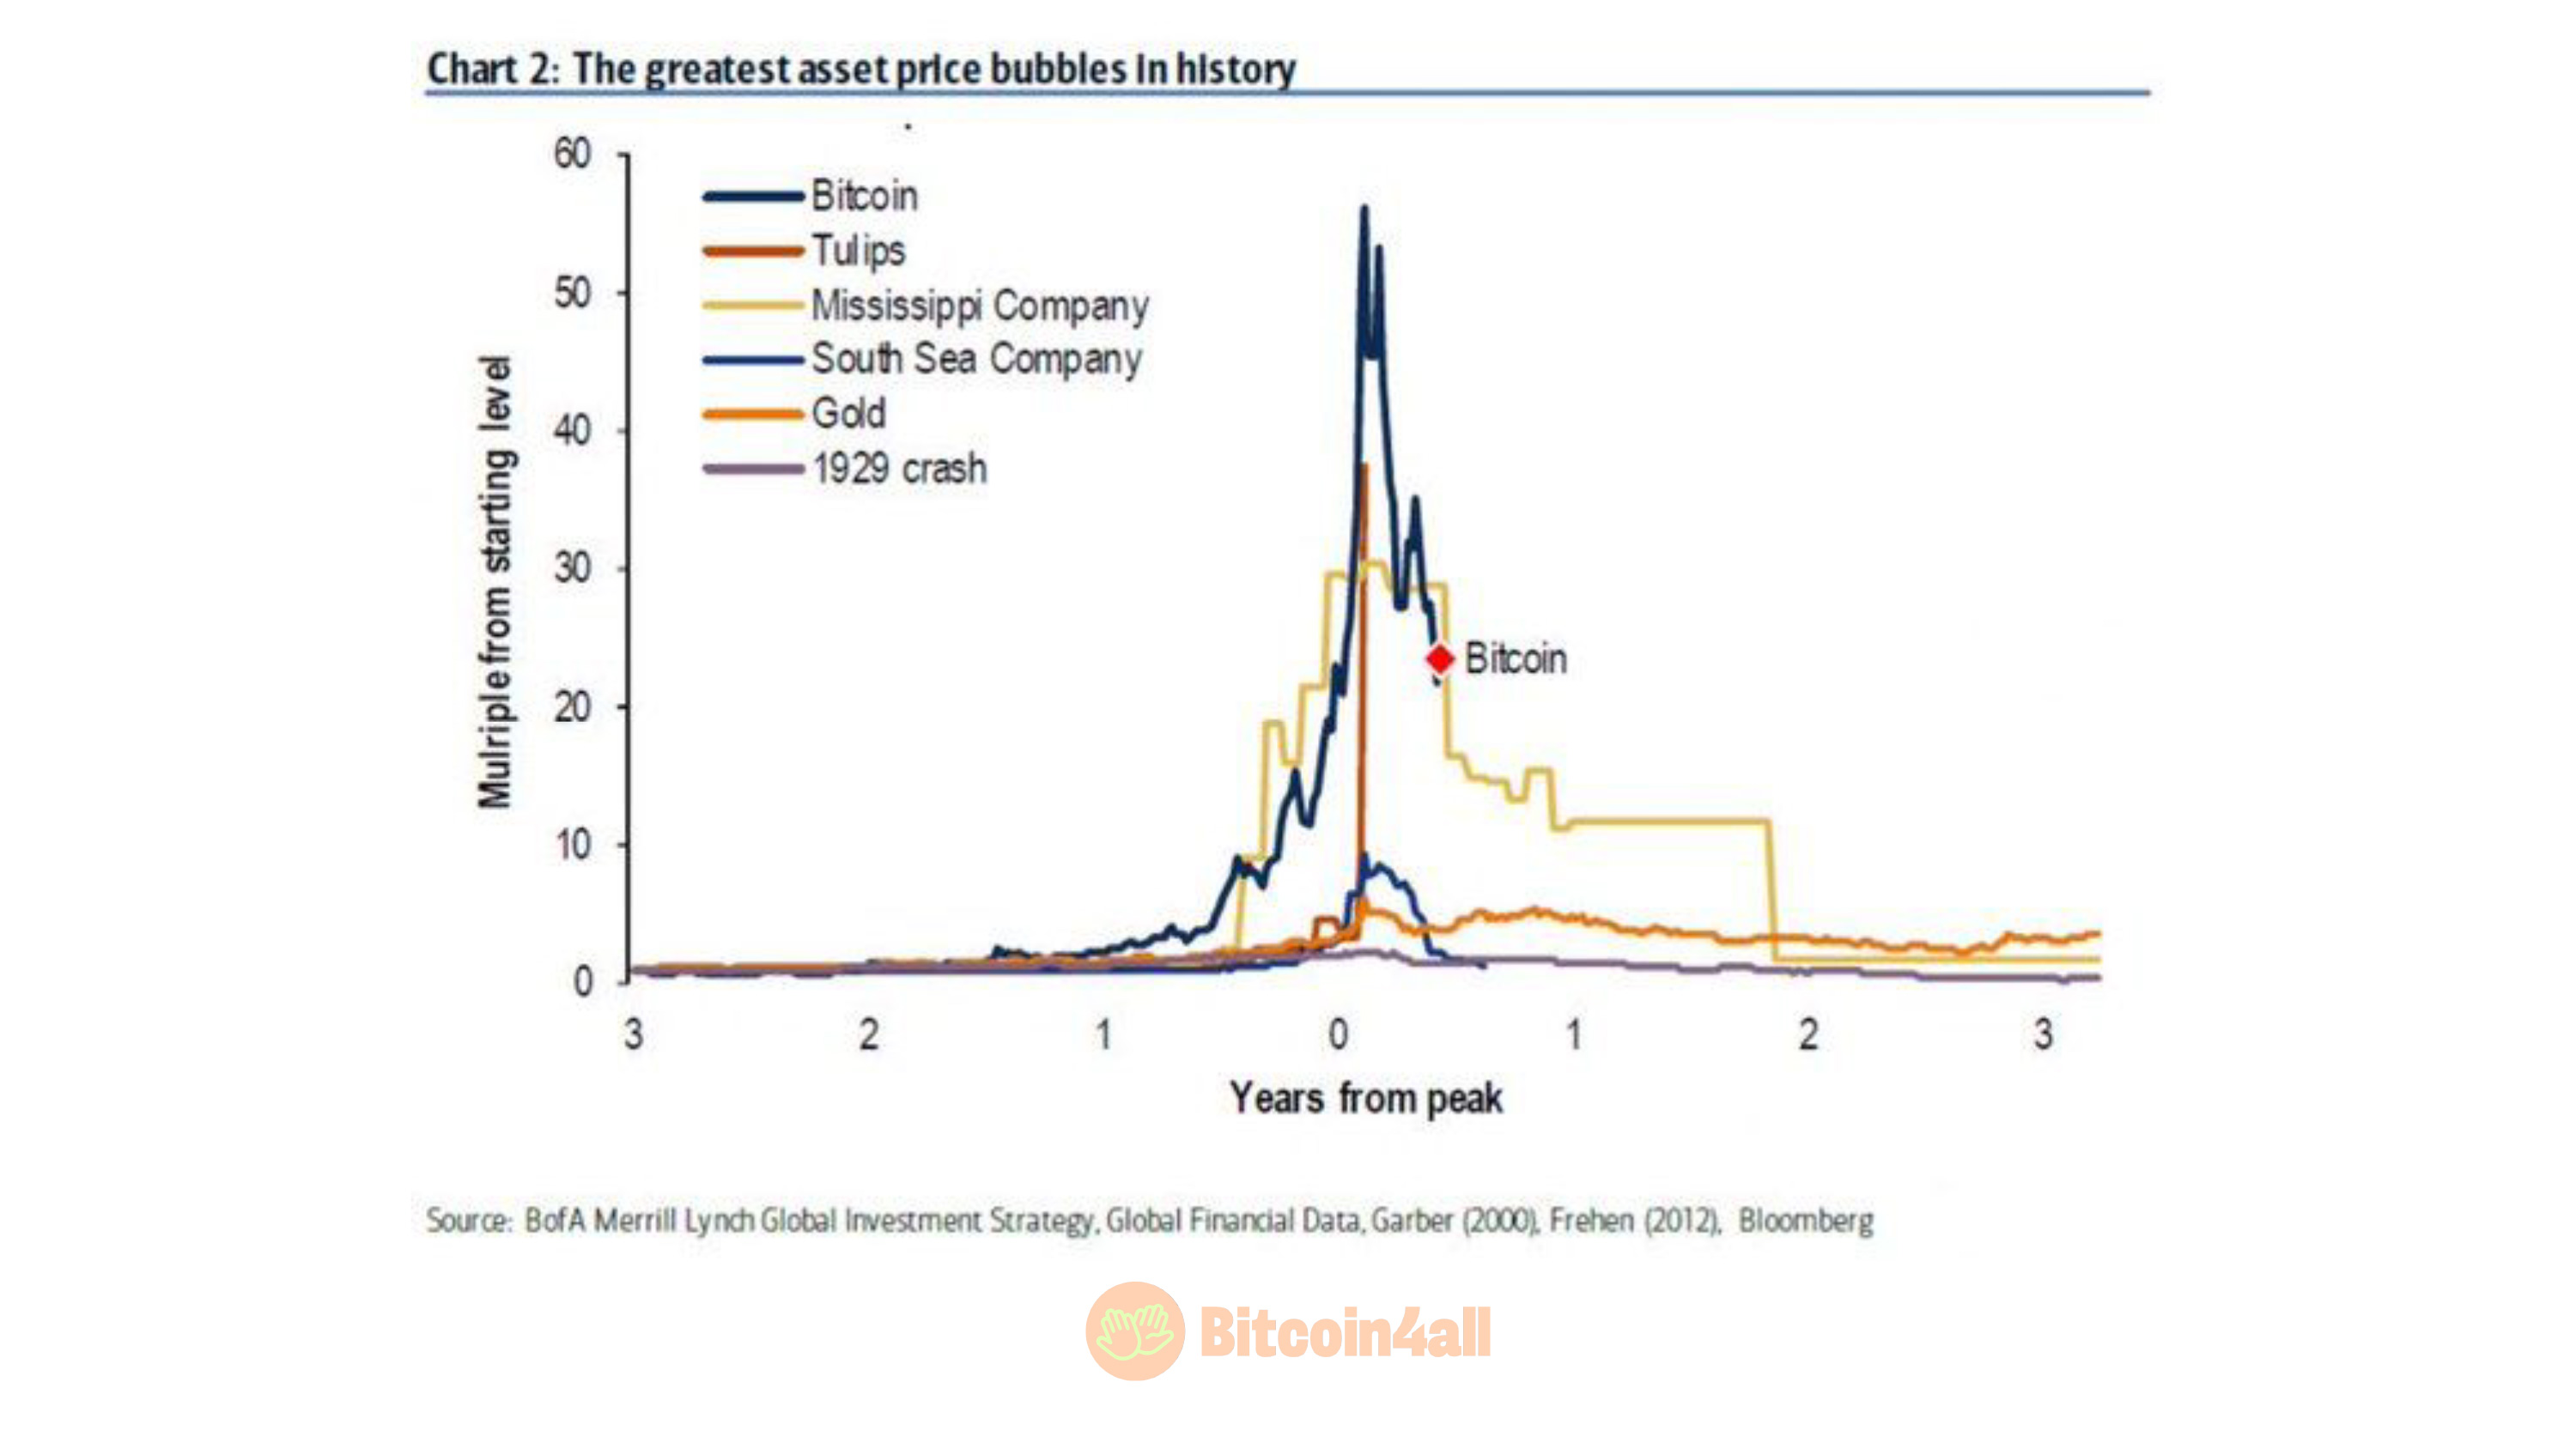 Chart 2: The greatest asset price bubbles in history
60
50
40
30
20
10
0
Bitcoin
Tulips
Mississippi Company
South Sea Company
Gold
1929 crash
Mulriple from starting level
Bitcoin
3 2 1 0 1 2 3
Years from peak
Source: BofA Merrill Lynch Global Investment Strategy, Global Financial Data, Garber (2000), Frehen (2012), Bloomberg
Bitcoin4all